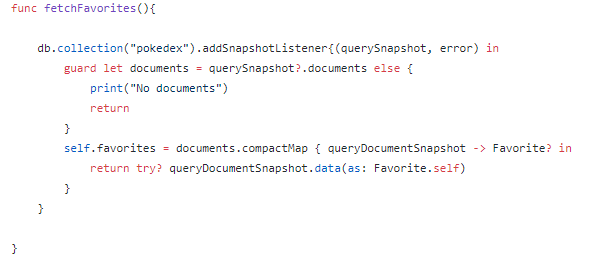 func fetchFavorites(){
db.collection("pokedex").addSnapshotListener{(querySnapshot, error) in
guard let documents = querySnapshot?.documents else {
print("No documents")
return
}
self.favorites = documents.compactMap { queryDocumentSnapshot -> Favorite? in
return try? queryDocumentSnapshot.data(as: Favorite.self)
}
}
}